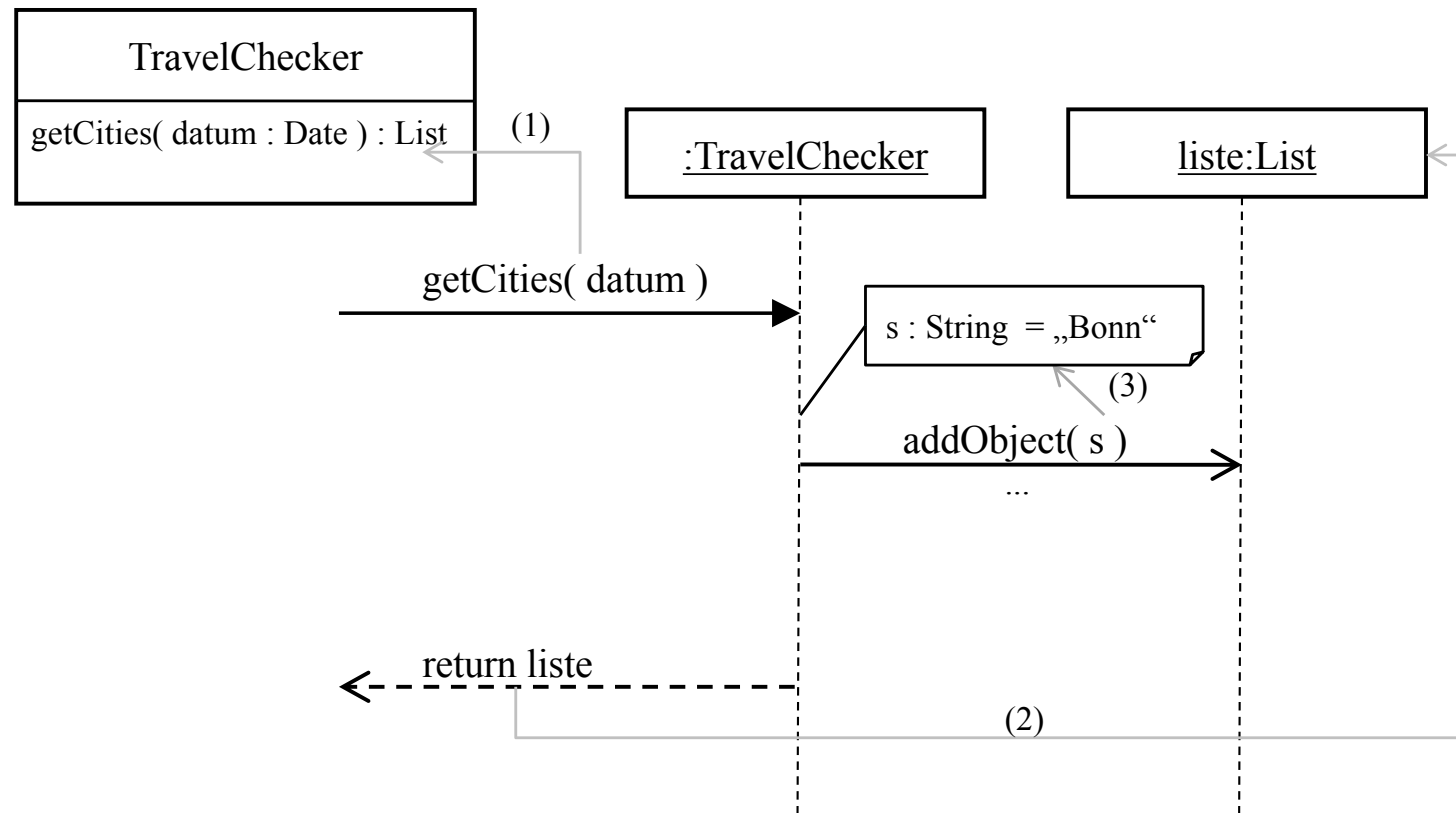 TravelChecker
getCities( datum : Date ) : List
(1)
:TravelChecker
liste:List
getCities( datum )
s : String = „Bonn“
(3)
addObject( s )
...
return liste
(2)